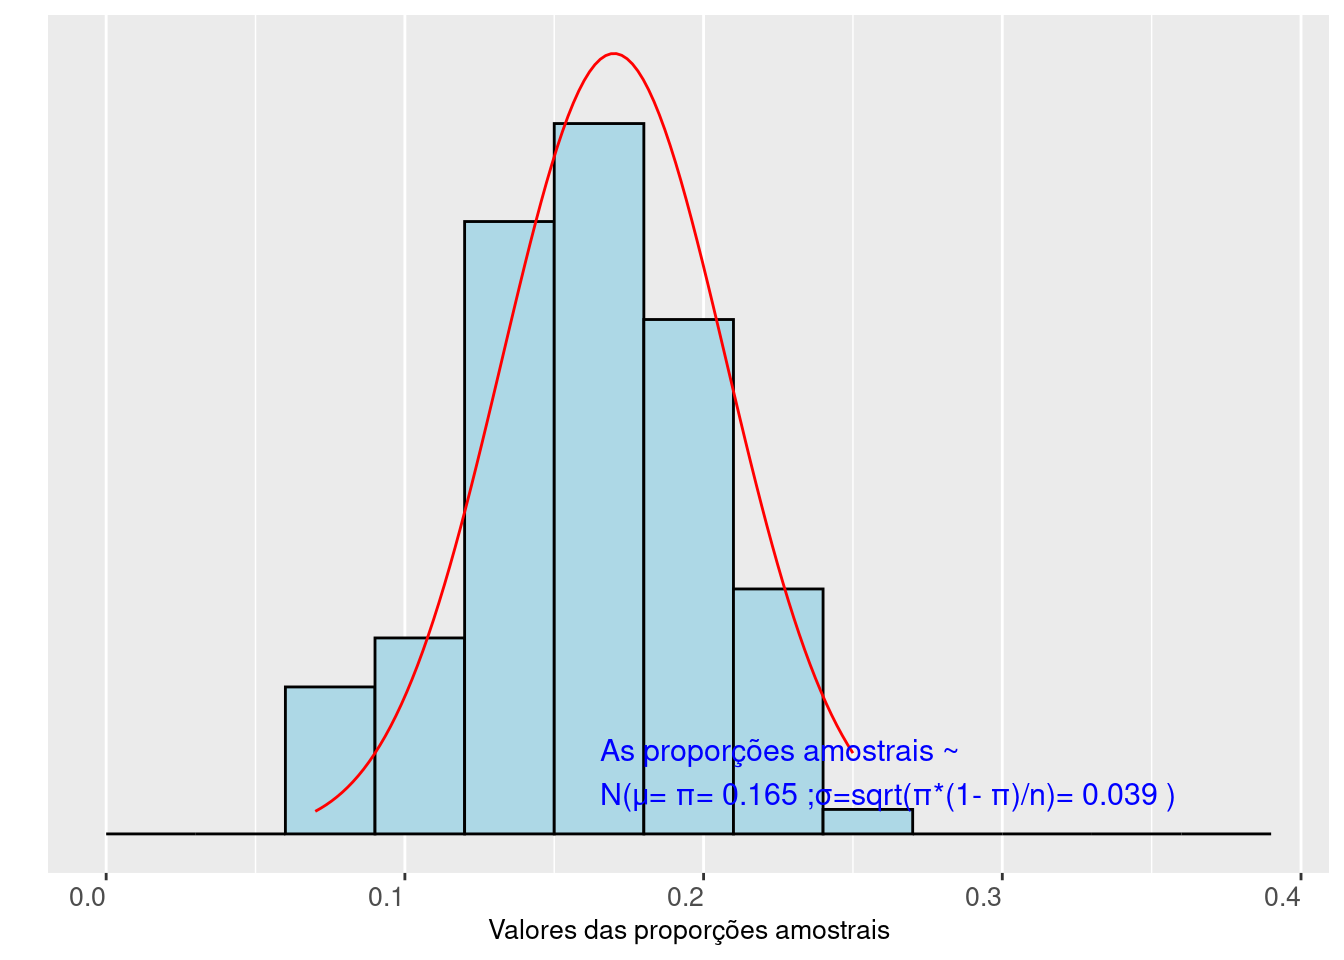 As proporções amostrais ~
N(μ= π= 0.165 ;σ=sqrt(π*(1- π)/n)= 0.039 )
0.0 0.1 0.2 0.3 0.4
Valores das proporções amostrais